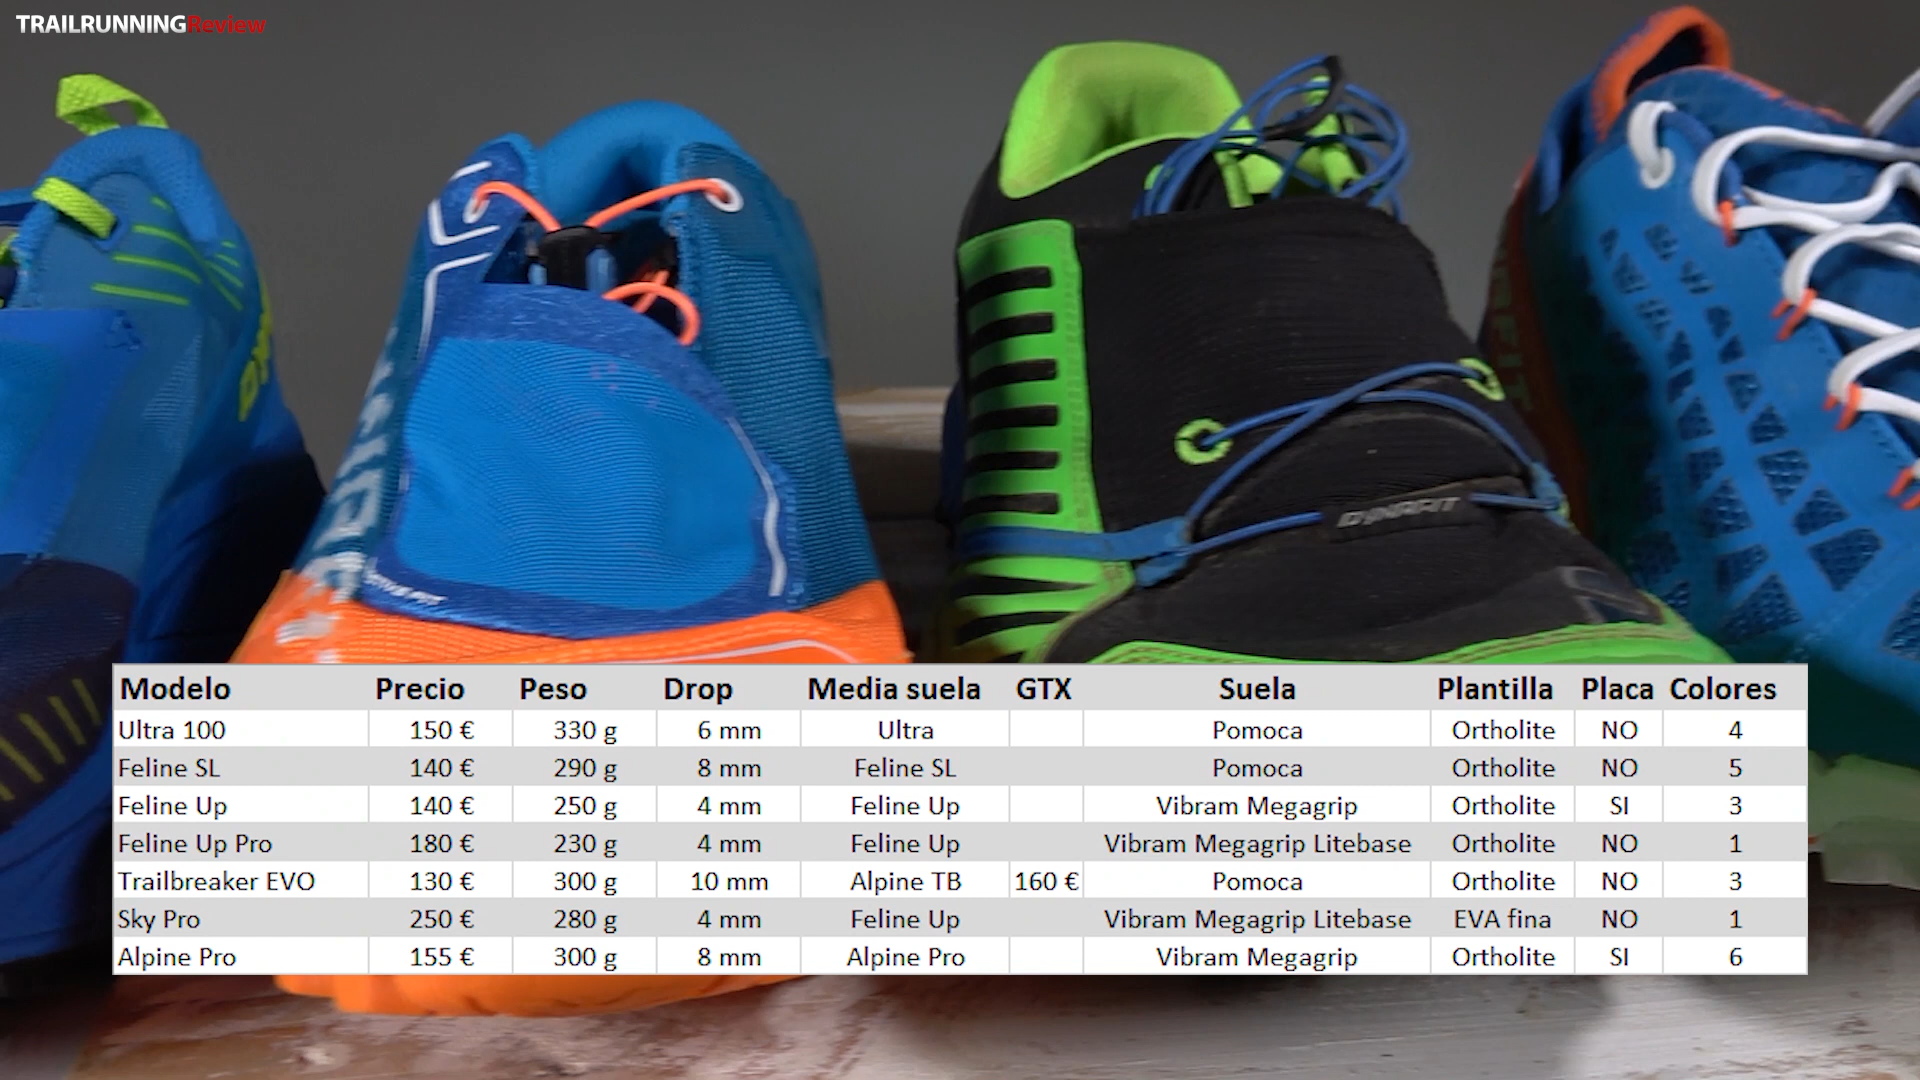 TRAILRUNNINGReview
DYNAFIT
Modelo Precio Peso Drop Media suela GTX Suela Plantilla Placa Colores
Ultra 100 150 € 330 g 6 mm Ultra Pomoca Ortholite NO 4
Feline SL 140 € 290 g 8 mm Feline SL Pomoca Ortholite NO 5
Feline Up 140 € 250 g 4 mm Feline Up Vibram Megagrip Ortholite SI 3
Feline Up Pro 180 € 230 g 4 mm Feline Up Vibram Megagrip Litebase Ortholite NO 1
Trailbreaker EVO 130 € 300 g 10 mm Alpine TB 160 € Pomoca Ortholite NO 3
Sky Pro 250 € 280 g 4 mm Feline Up Vibram Megagrip Litebase EVA fina NO 1
Alpine Pro 155 € 300 g 8 mm Alpine Pro Vibram Megagrip Ortholite SI 6